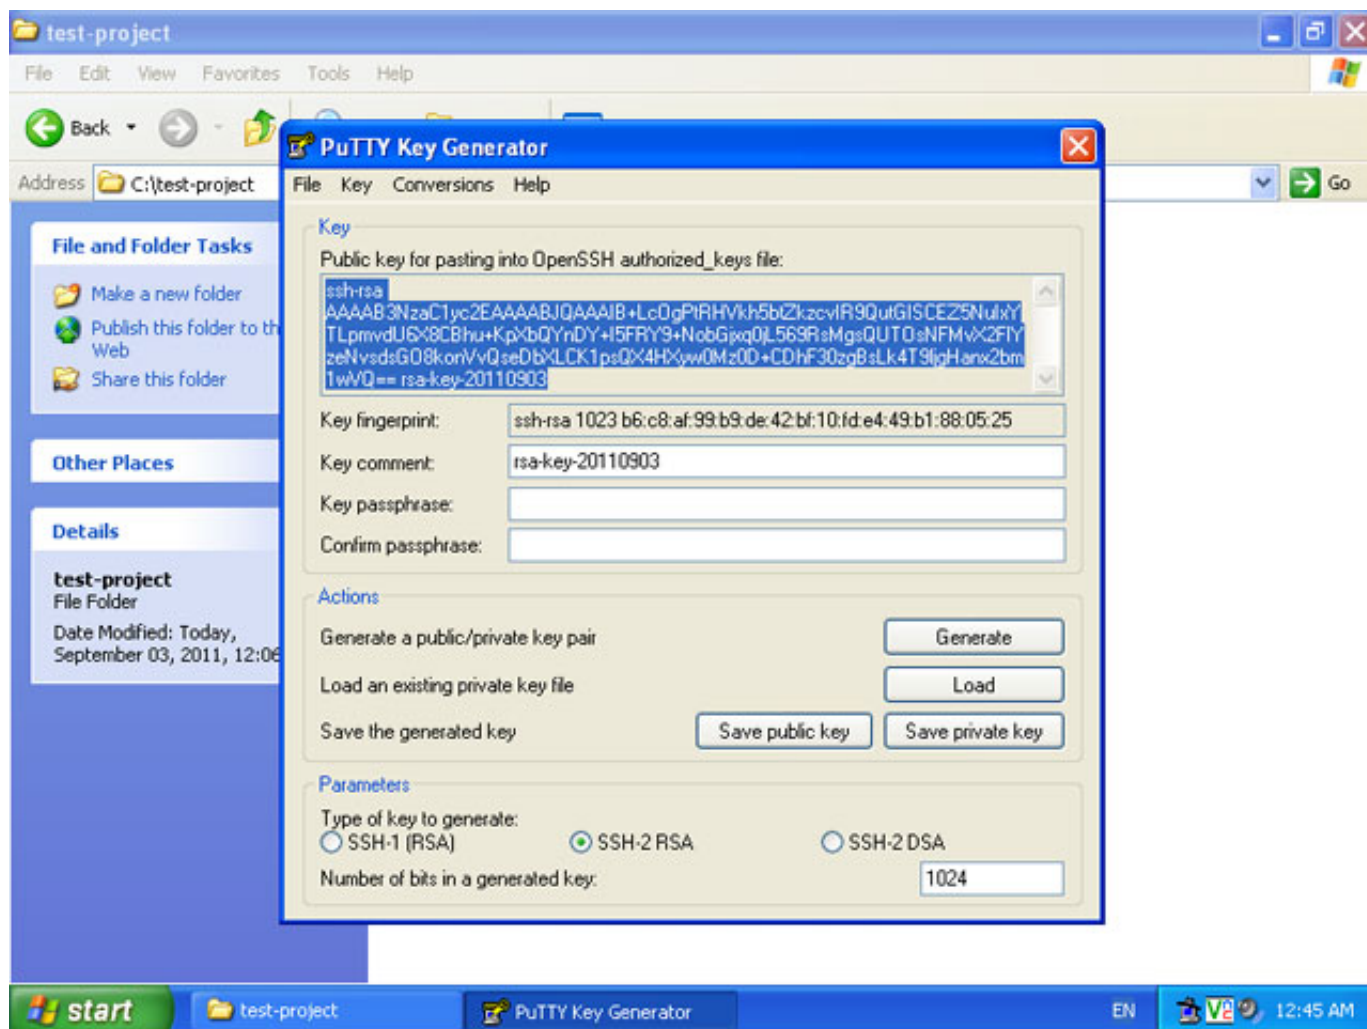 test-project
File Edit View Favorites Tools Help
Back
Address C:\test-project Go
File and Folder Tasks
Make a new folder
Publish this folder to th
Web
Share this folder
Other Places
Details
test-project
File Folder
Date Modified: Today,
September 03, 2011, 12:06
PuTTY Key Generator
File Key Conversions Help
Key
Public key for pasting into OpenSSH authorized_keys file:
ssh-rsa
1wVQ== rsa-key-20110903
Key fingerprint: ssh-rsa 1023 b6:c8:af:99:b9:de:42:bf:10:fd:e4:49:b1:88:05:25
Key comment: rsa-key-20110903
Key passphrase:
Confirm passphrase:
Actions
Generate a public/private key pair Generate
Load an existing private key file Load
Save the generated key Save public key Save private key
Parameters
Type of key to generate:
SSH-1 (RSA) SSH-2 RSA SSH-2 DSA
Number of bits in a generated key: 1024
start test-project PuTTY Key Generator EN 12:45 AM